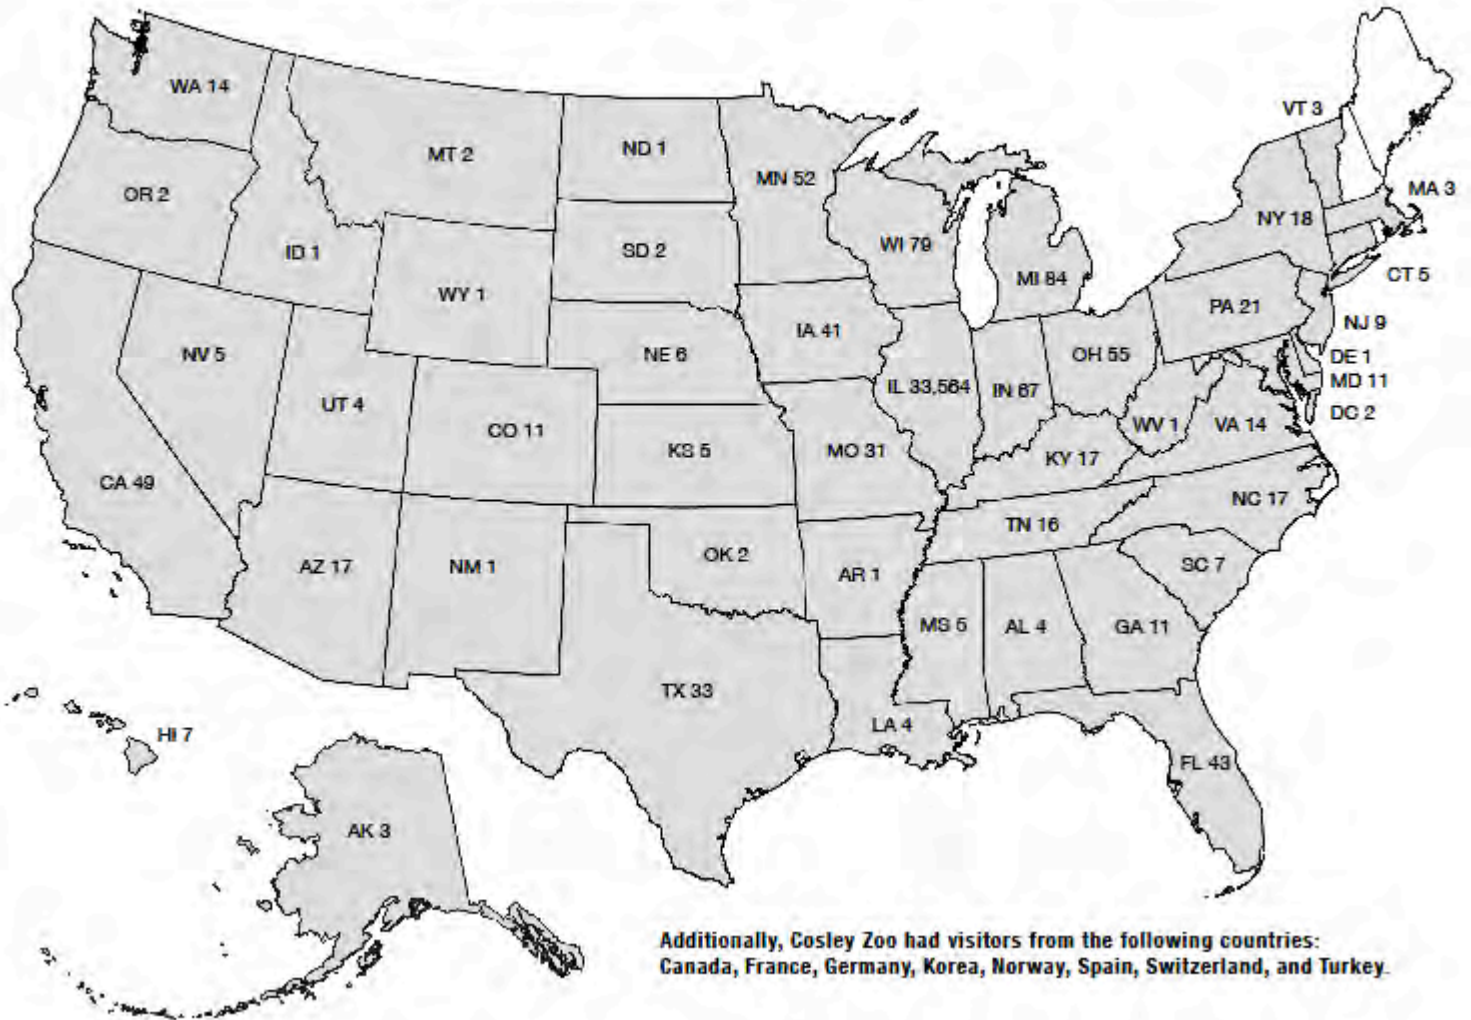 WA 14
MT 2
ND 1
MN 52
VT 3
OR 2
ID 1
WY 1
SD 2
WI 79
MI 84
NY 18
MA 3
CT 5
NV 5
UT 4
CO 11
NE 6
IA 41
IL 33,564
IN 67
OH 55
PA 21
NJ 9
DE 1
MD 11
DC 2
CA 49
KS 5
MO 31
KY 17
WV 1
VA 14
AZ 17
NM 1
OK 2
AR 1
TN 16
NC 17
SC 7
TX 33
LA 4
MS 5
AL 4
GA 11
FL 43
HI 7
AK 3
Additionally, Cosley Zoo had visitors from the following countries:
Canada, France, Germany, Korea, Norway, Spain, Switzerland, and Turkey.